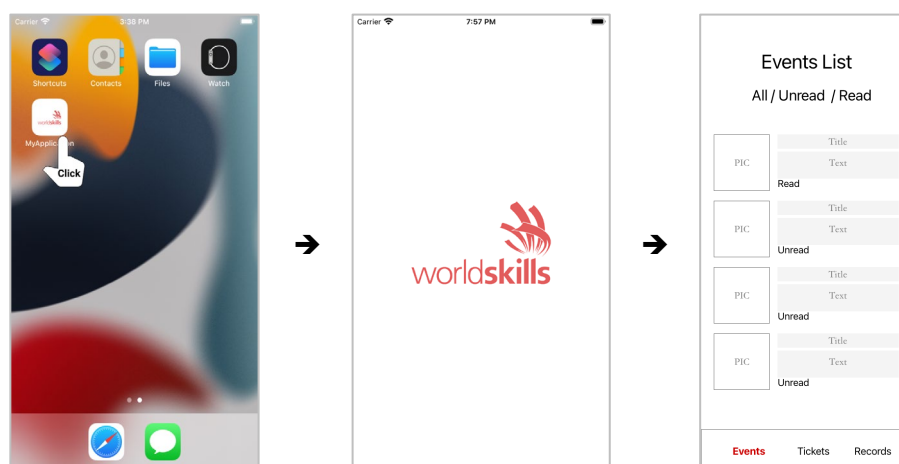 Carrier 3:38 PM
Shortcuts Contacts Files Watch
worldskills
MyApplication
Click
Carrier 7:57 PM
worldskills
Events List
All / Unread / Read
PIC
Title
Text
Read
PIC
Title
Text
Unread
PIC
Title
Text
Unread
PIC
Title
Text
Unread
Events Tickets Records